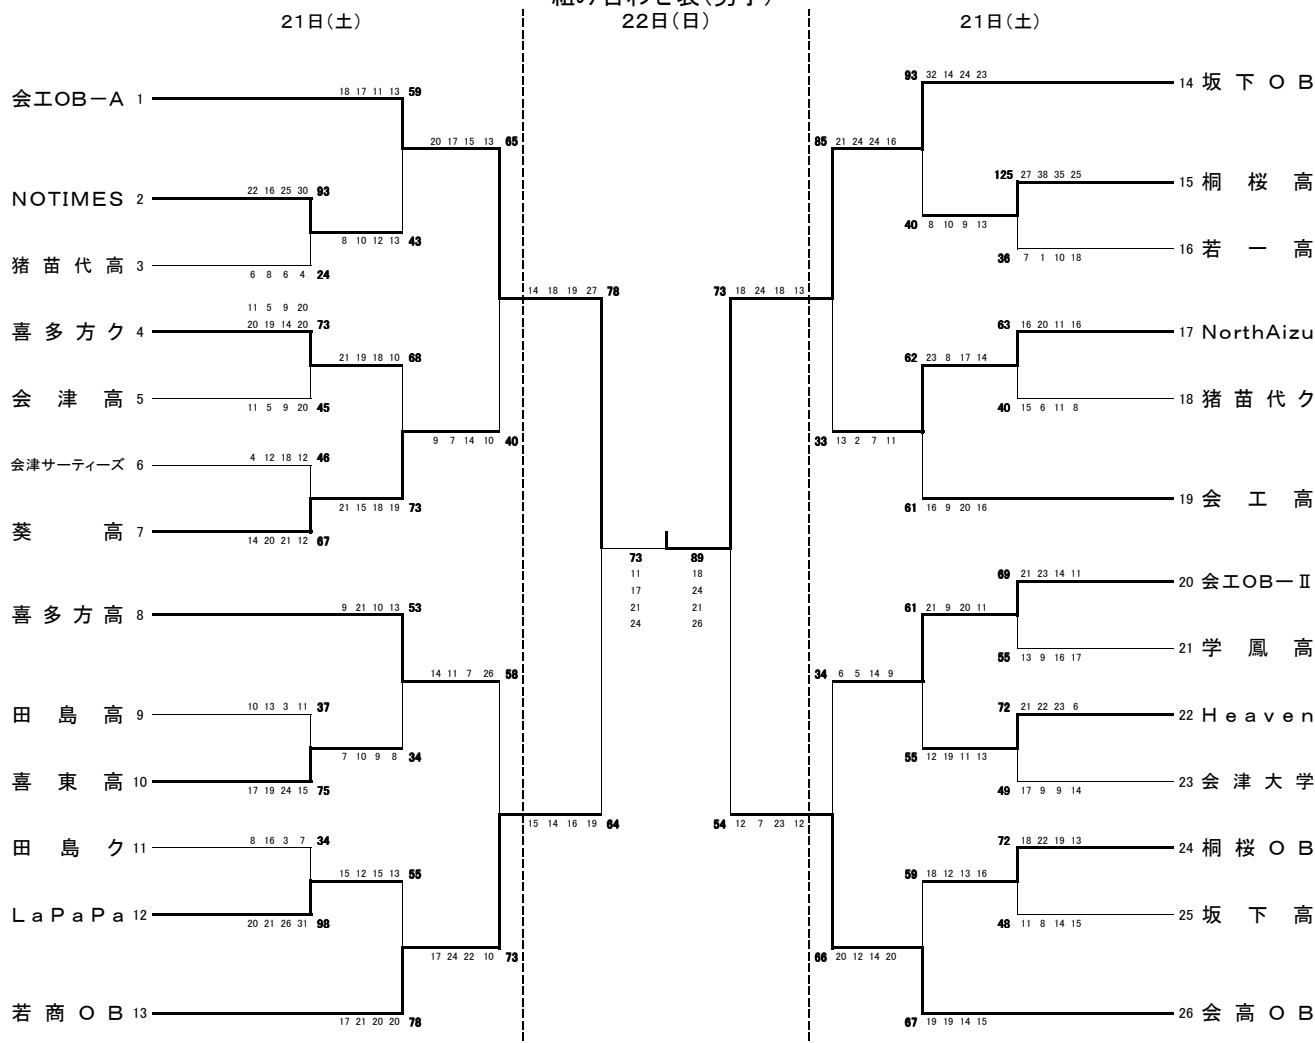 組み合わせ表(男子)
21日(土)
22日(日)
21日(土)
会工OB-A 1
18 17 11 13 59
20 17 15 13 65
NOTIMES 2
22 16 25 30 93
8 10 12 13 43
猪苗代高 3
6 8 6 4 24
14 18 19 27 78
11 5 9 20
喜多方ク 4
20 19 14 20 73
21 19 18 10 68
会津高 5
11 5 9 20 45
9 7 14 10 40
会津サーティーズ 6
4 12 18 12 46
21 15 18 19 73
葵高 7
14 20 21 12 67
喜多方高 8
9 21 10 13 53
14 11 7 26 58
田島高 9
10 13 3 11 37
7 10 9 8 34
喜東高 10
17 19 24 15 75
15 14 16 19 64
田島ク 11
8 16 3 7 34
15 12 15 13 55
LaPaPa 12
20 21 26 31 98
17 24 22 10 73
若商OB 13
17 21 20 20 78
73 89
11 18
17 24
21 21
24 26
93 32 14 24 23
14 坂下OB
85 21 24 24 16
125 27 38 35 25
15 桐桜高
40 8 10 9 13
16 若一高
36 7 1 10 18
73 18 24 18 13
63 16 20 11 16
17 NorthAizu
62 23 8 17 14
18 猪苗代ク
40 15 6 11 8
33 13 2 7 11
19 会工高
61 16 9 20 16
69 21 23 14 11
20 会工OB-Ⅱ
61 21 9 20 11
21 学鳳高
55 13 9 16 17
34 6 5 14 9
72 21 22 23 6
22 Heaven
55 12 19 11 13
23 会津大学
49 17 9 9 14
54 12 7 23 12
72 18 22 19 13
24 桐桜OB
59 18 12 13 16
25 坂下高
48 11 8 14 15
66 20 12 14 20
26 会高OB
67 19 19 14 15